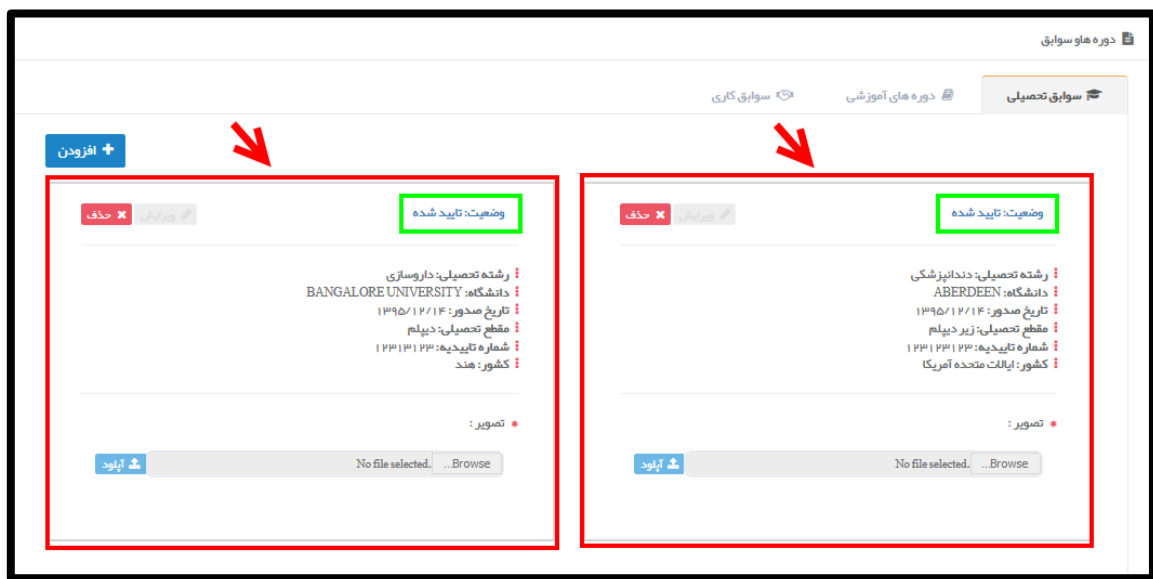 دوره هاو سوابق
سوابق تحصیلی
دوره های آموزشی
سوابق کاری
افزودن
وضعیت: تایید شده
ویرایش
حذف
رشته تحصیلی: دندانپزشکی
دانشگاه: ABERDEEN
تاریخ صدور: ۱۳۹۵/۱۲/۱۴
مقطع تحصیلی: زیر دیپلم
شماره تاییدیه: ۱۲۳۱۲۳۱۲۳
کشور: ایالات متحده آمریکا
* تصویر :
Browse...
No file selected.
آپلود
وضعیت: تایید شده
ویرایش
حذف
رشته تحصیلی: داروسازی
دانشگاه: BANGALORE UNIVERSITY
تاریخ صدور: ۱۳۹۵/۱۲/۱۴
مقطع تحصیلی: دیپلم
شماره تاییدیه: ۱۲۳۱۳۱۲۳
کشور: هند
* تصویر :
Browse...
No file selected.
آپلود